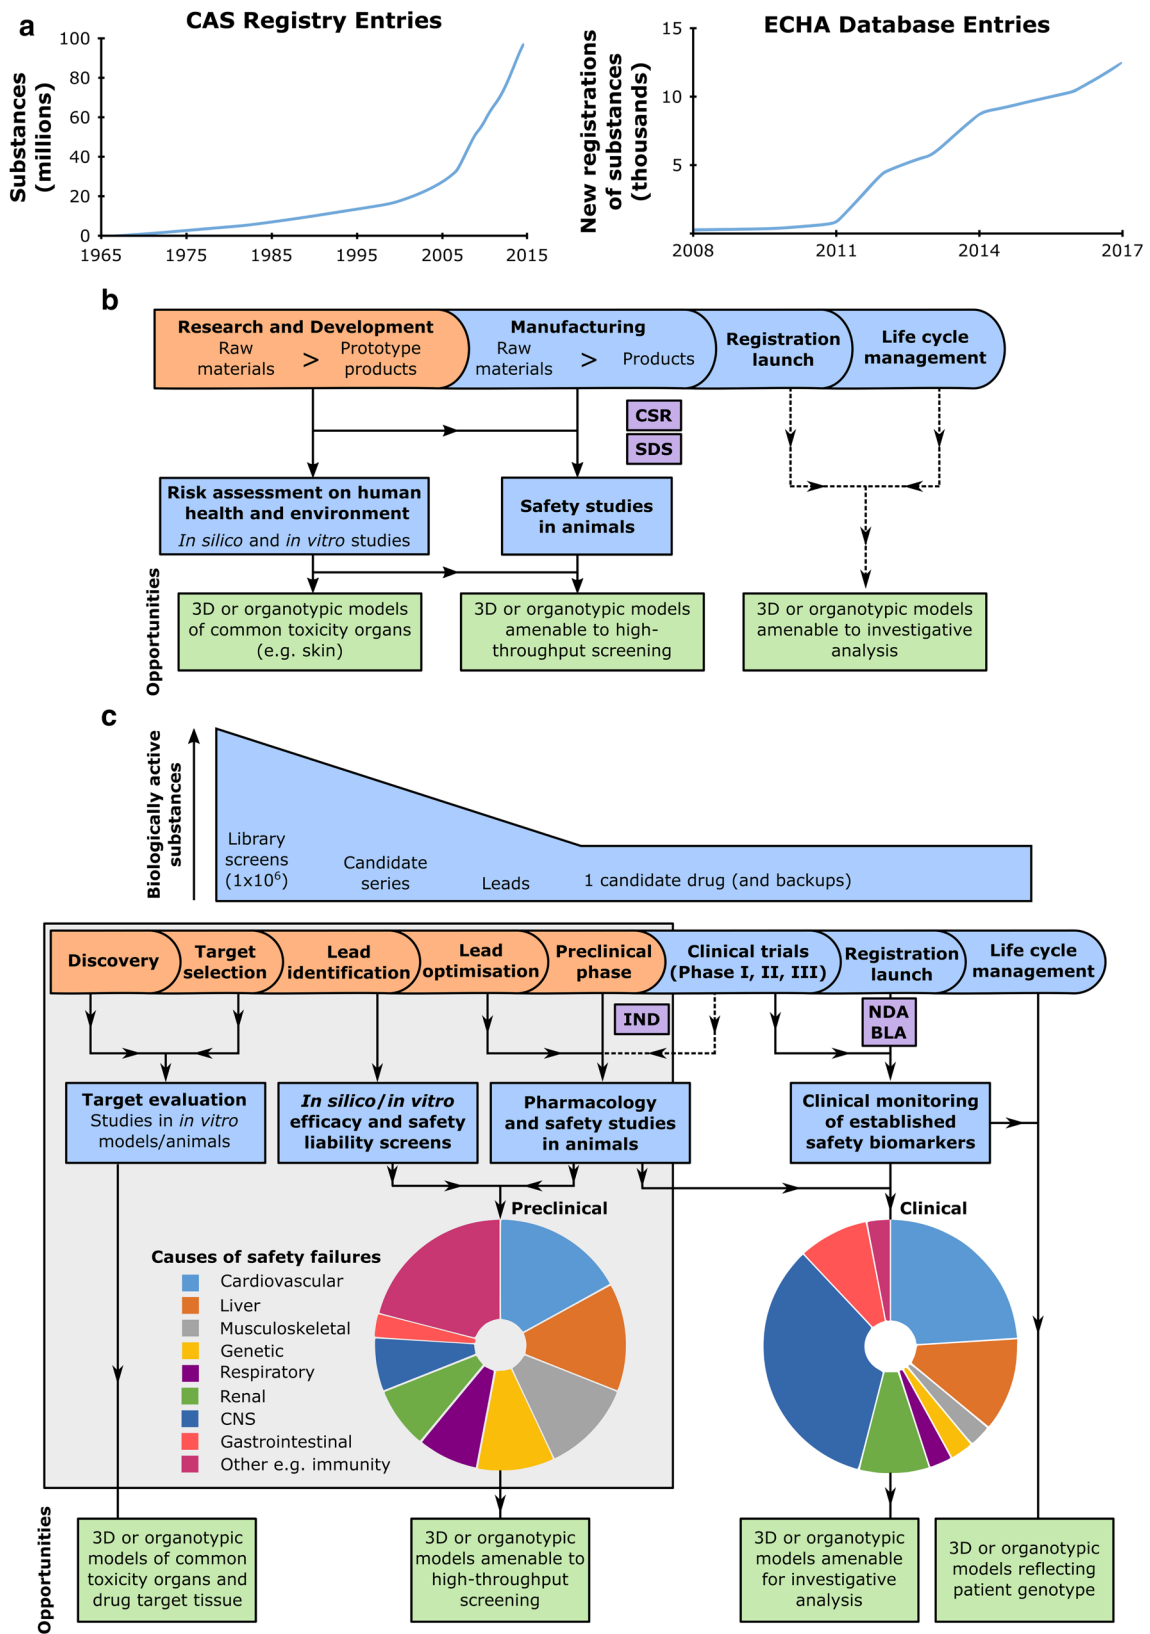 a
CAS Registry Entries
Substances
(millions)
100
80
60
40
20
0
1965
1975
1985
1995
2005
2015
ECHA Database Entries
New registrations
of substances
(thousands)
15
10
5
2008
2011
2014
2017
b
Research and Development
Raw
materials
>
Prototype
products
Manufacturing
Raw
materials
>
Products
Registration
launch
Life cycle
management
CSR
SDS
Risk assessment on human
health and environment
In silico and in vitro studies
Safety studies
in animals
Opportunities
3D or organotypic models
of common toxicity organs
(e.g. skin)
3D or organotypic models
amenable to high-
throughput screening
3D or organotypic models
amenable to investigative
analysis
c
Biologically active
substances
Library
screens
(1x10⁶)
Candidate
series
Leads
1 candidate drug (and backups)
Discovery
Target
selection
Lead
identification
Lead
optimisation
Preclinical
phase
Clinical trials
(Phase I, II, III)
Registration
launch
Life cycle
management
IND
NDA
BLA
Target evaluation
Studies in in vitro
models/animals
In silico/in vitro
efficacy and safety
liability screens
Pharmacology
and safety studies
in animals
Clinical monitoring
of established
safety biomarkers
Preclinical
Clinical
Causes of safety failures
Cardiovascular
Liver
Musculoskeletal
Genetic
Respiratory
Renal
CNS
Gastrointestinal
Other e.g. immunity
Opportunities
3D or organotypic
models of common
toxicity organs and
drug target tissue
3D or organotypic
models amenable to
high-throughput
screening
3D or organotypic
models amenable
for investigative
analysis
3D or organotypic
models reflecting
patient genotype